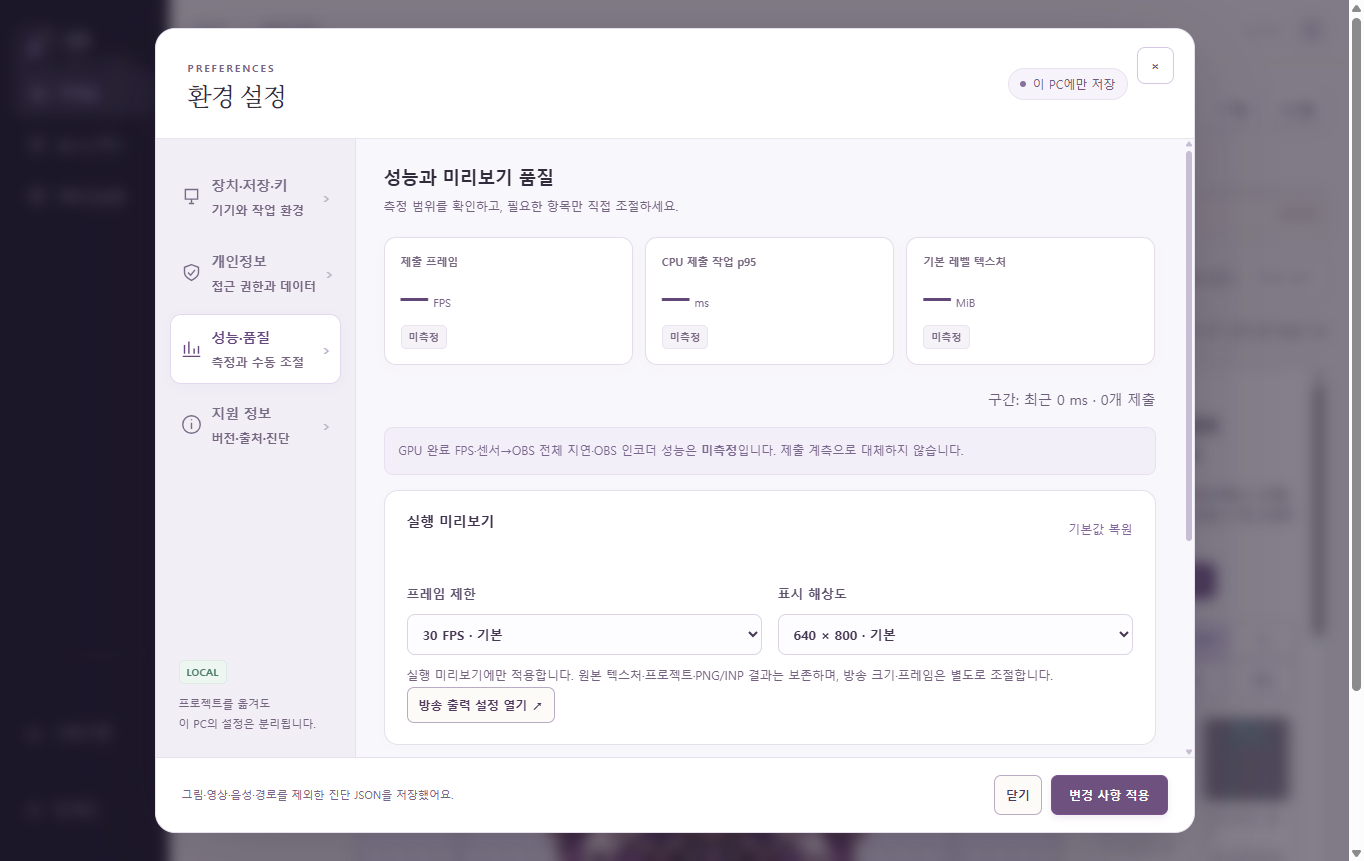 PREFERENCES
환경 설정
이 PC에만 저장
×
장치·저장·키
기기와 작업 환경
개인정보
접근 권한과 데이터
성능·품질
측정과 수동 조절
지원 정보
버전·출처·진단
LOCAL
프로젝트를 옮겨도
이 PC의 설정은 분리됩니다.
성능과 미리보기 품질
측정 범위를 확인하고, 필요한 항목만 직접 조절하세요.
제출 프레임
— FPS
미측정
CPU 제출 작업 p95
— ms
미측정
기본 레벨 텍스처
— MiB
미측정
구간: 최근 0 ms · 0개 제출
GPU 완료 FPS·센서→OBS 전체 지연·OBS 인코더 성능은 미측정입니다. 제출 계측으로 대체하지 않습니다.
실행 미리보기
기본값 복원
프레임 제한
30 FPS · 기본
표시 해상도
640 × 800 · 기본
실행 미리보기에만 적용합니다. 원본 텍스처·프로젝트·PNG/INP 결과는 보존하며, 방송 크기·프레임은 별도로 조절합니다.
방송 출력 설정 열기 ↗
그림·영상·음성·경로를 제외한 진단 JSON을 저장했어요.
닫기
변경 사항 적용